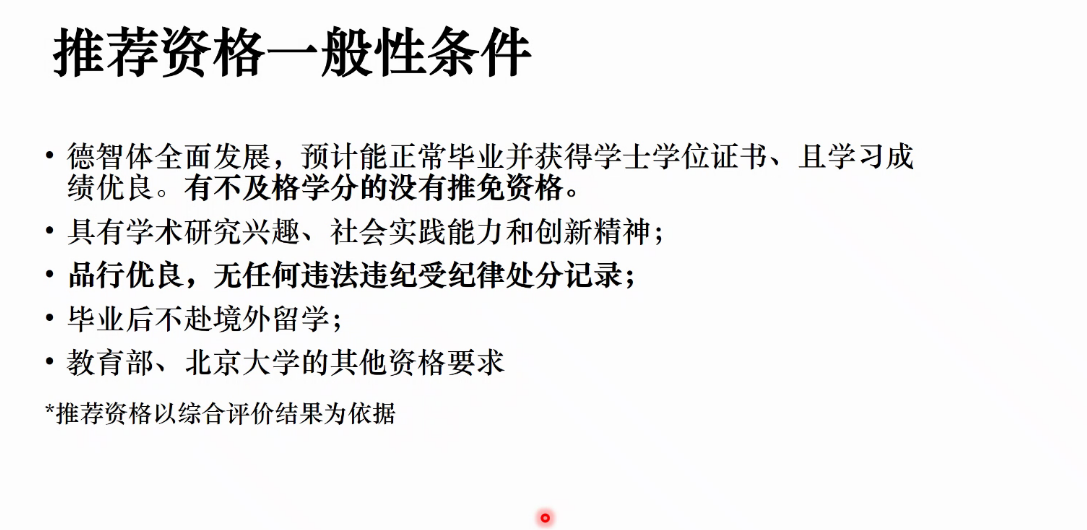 推荐资格一般性条件
• 德智体全面发展，预计能正常毕业并获得学士学位证书、且学习成
绩优良。有不及格学分的没有推免资格。
• 具有学术研究兴趣、社会实践能力和创新精神；
• 品行优良，无任何违法违纪受纪律处分记录；
• 毕业后不赴境外留学；
• 教育部、北京大学的其他资格要求
*推荐资格以综合评价结果为依据